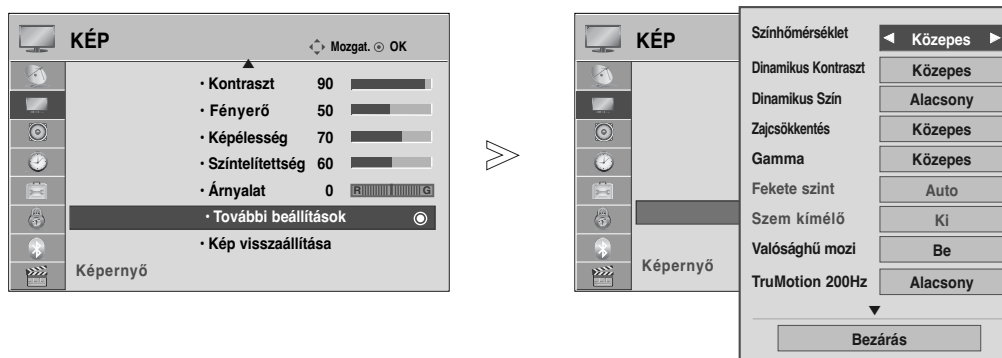 KÉP
Mozgat. OK
• Kontraszt 90
• Fényerő 50
• Képélesség 70
• Színtelítettség 60
• Árnyalat 0 R G
• További beállítások
• Kép visszaállítása
Képernyő
KÉP
Képernyő
Színhőmérséklet ◀ Közepes ▶
Dinamikus Kontraszt Közepes
Dinamikus Szín Alacsony
Zajcsökkentés Közepes
Gamma Közepes
Fekete szint Auto
Szem kímélő Ki
Valósághű mozi Be
TruMotion 200Hz Alacsony
▼
Bezárás